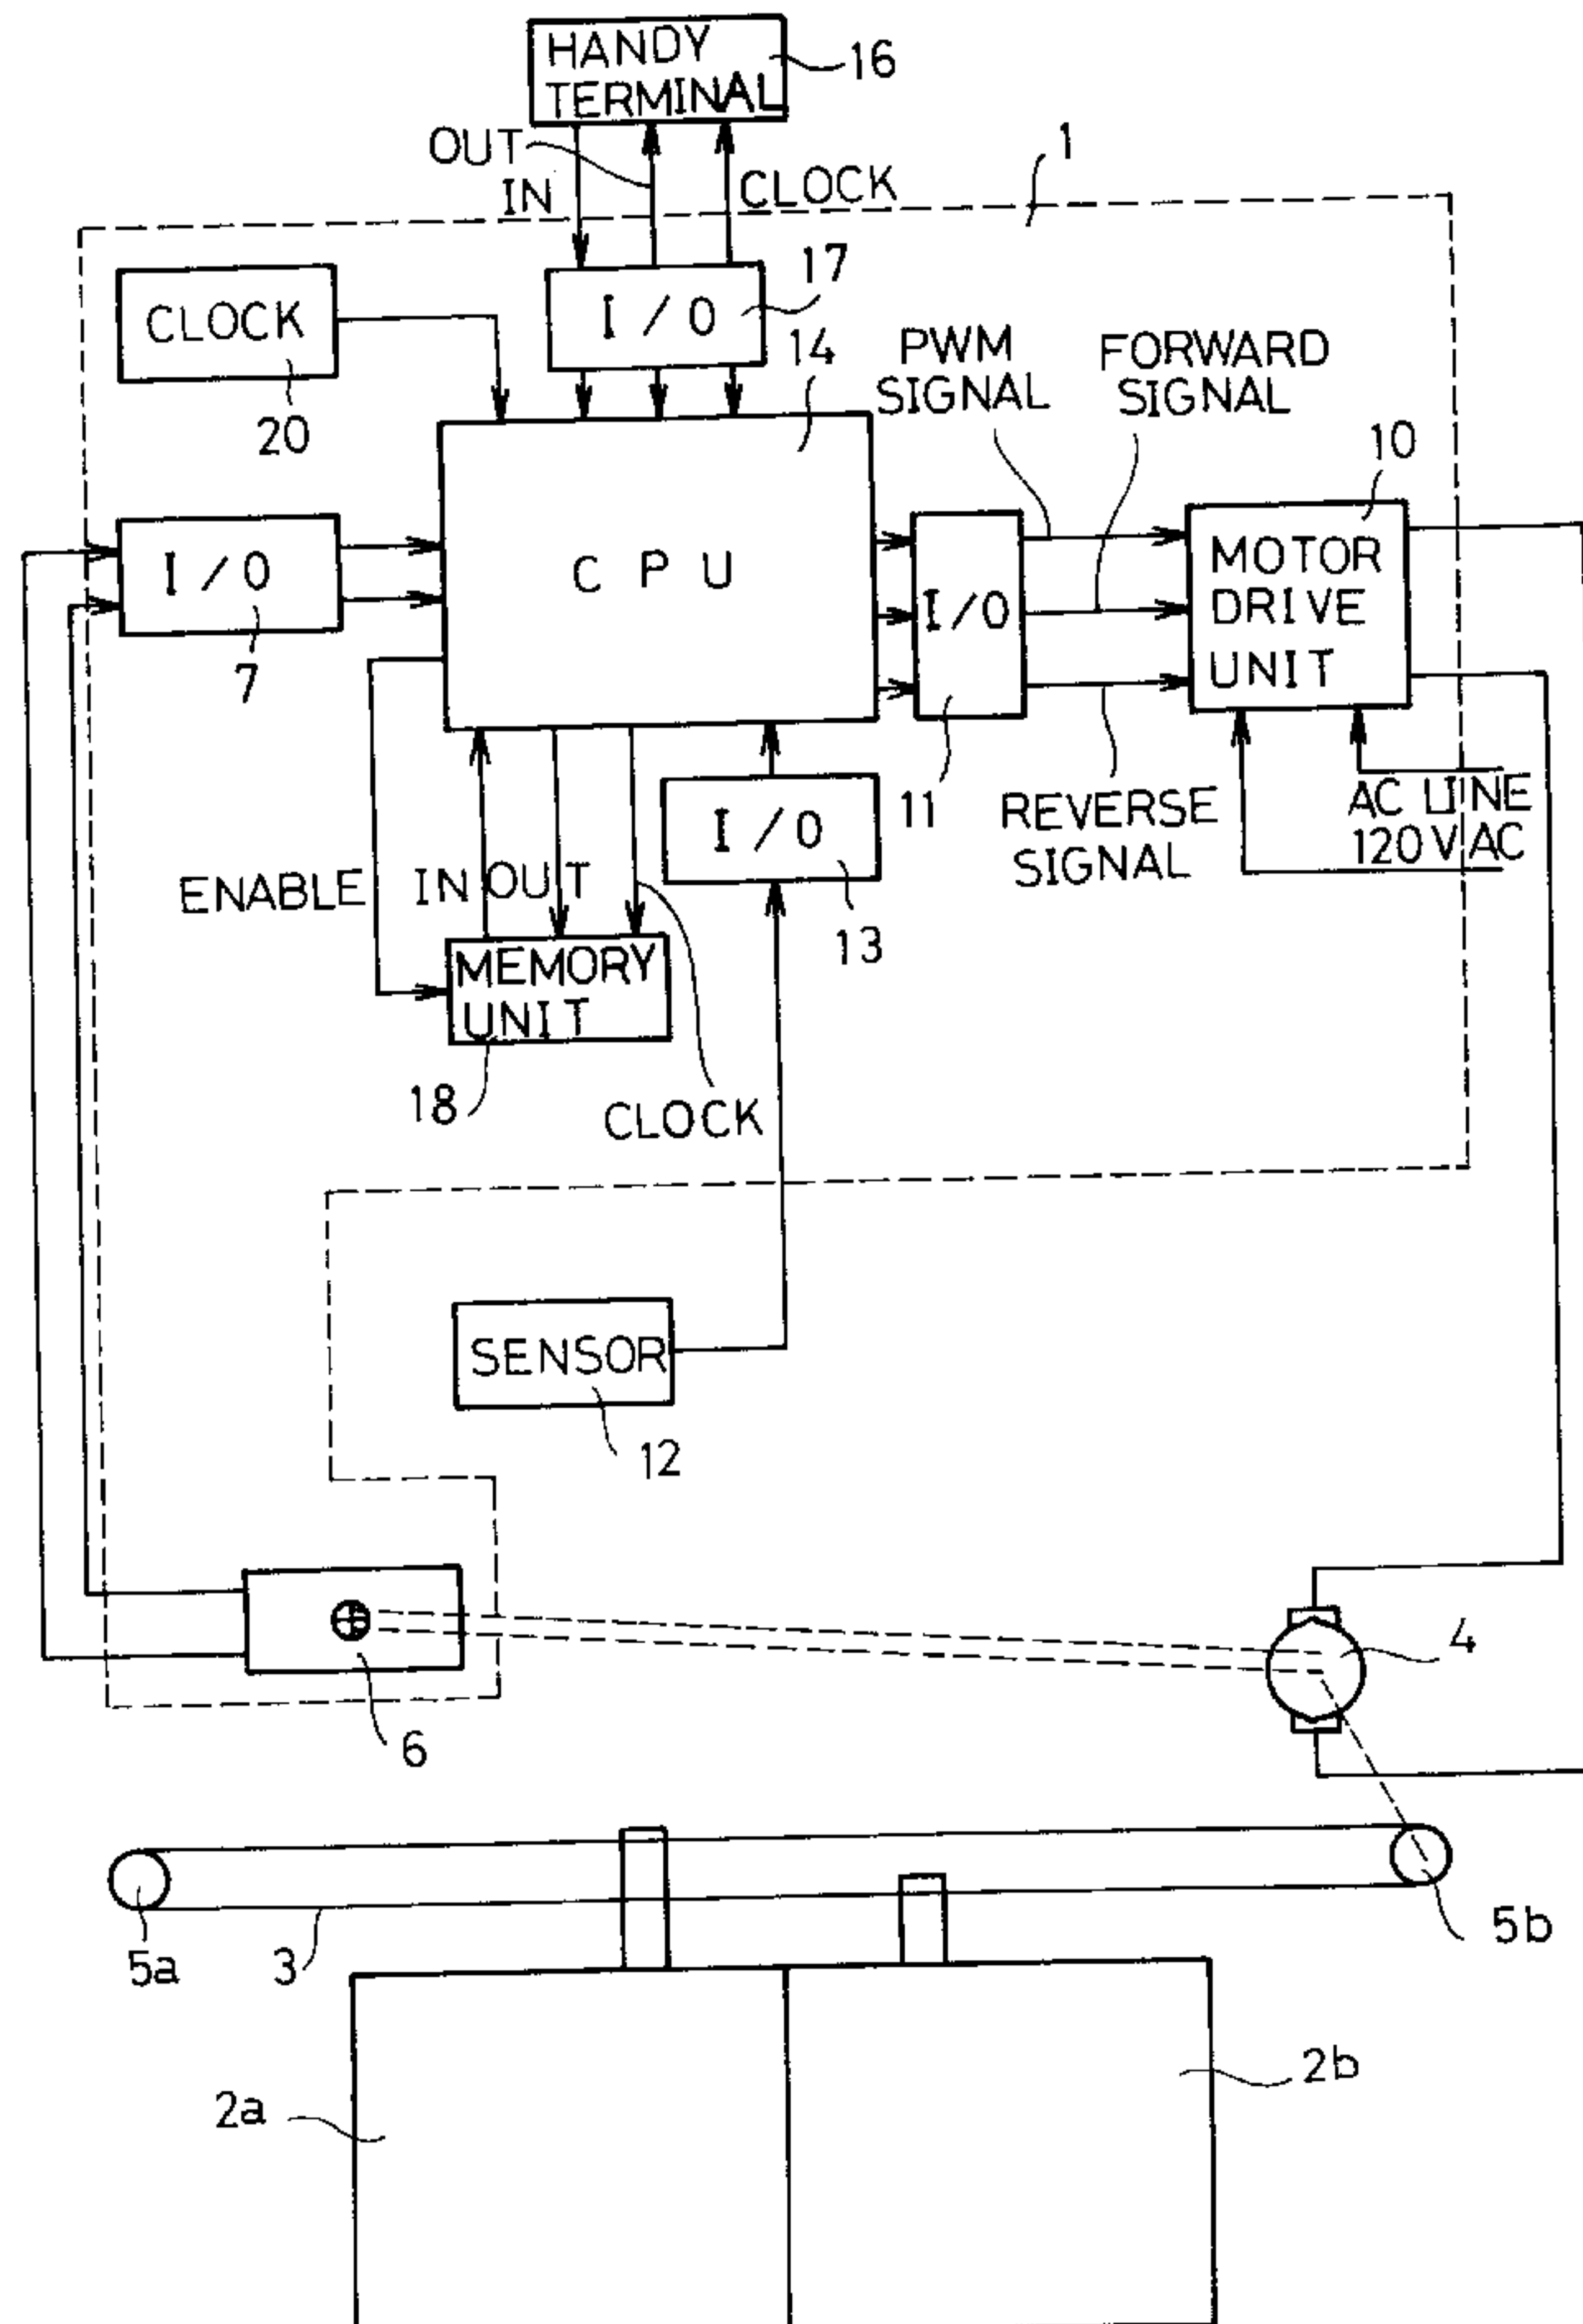 HANDY
TERMINAL
16
OUT
IN
CLOCK
1
CLOCK
20
I/O
17
14
PWM
SIGNAL
FORWARD
SIGNAL
10
I/O
7
CPU
I/O
11
MOTOR
DRIVE
UNIT
REVERSE
SIGNAL
AC LINE
120V AC
I/O
13
ENABLE
IN
OUT
MEMORY
UNIT
18
CLOCK
SENSOR
12
6
4
5a
3
5b
2a
2b